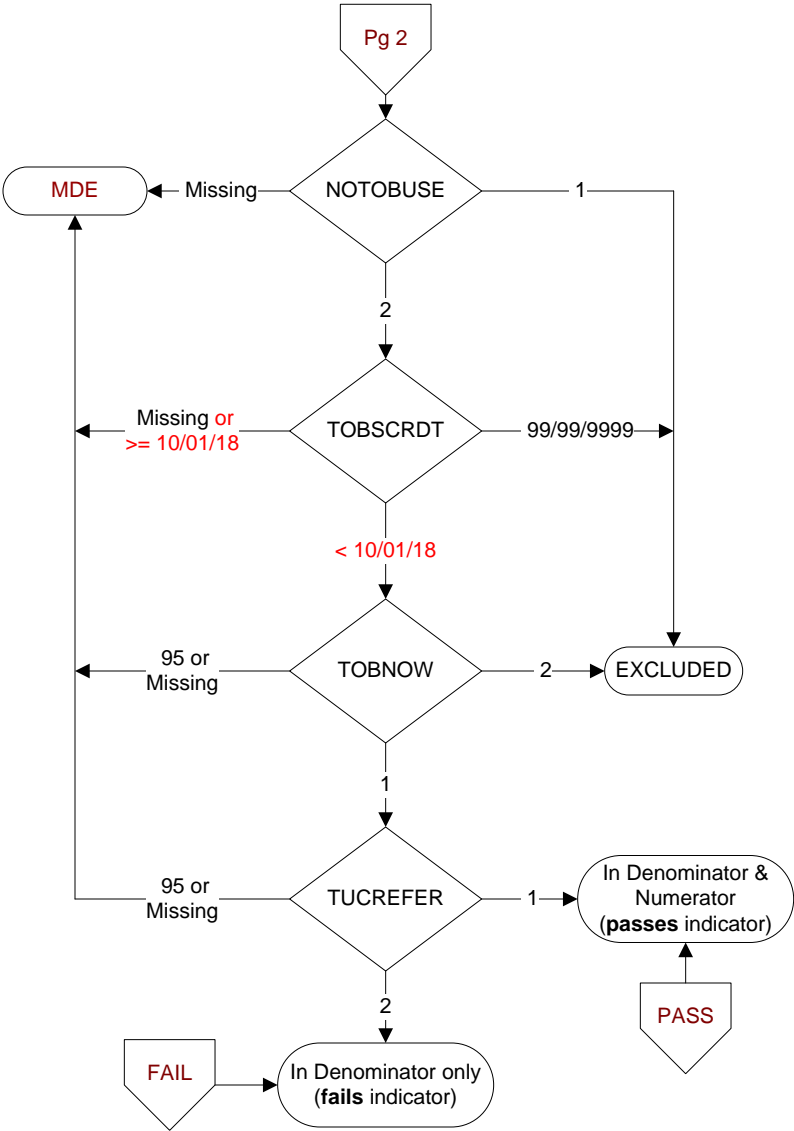 Pg 2
MDE
Missing
NOTOBUSE
1
2
Missing or
>= 10/01/18
TOBSCRDT
99/99/9999
< 10/01/18
95 or
Missing
TOBNOW
2
EXCLUDED
1
95 or
Missing
TUCREFER
1
In Denominator &
Numerator
(passes indicator)
2
PASS
FAIL
In Denominator only
(fails indicator)